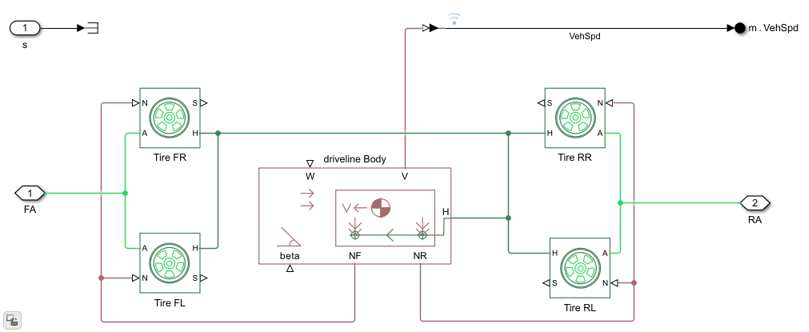 1
s
VehSpd
m . VehSpd
N
S
A
H
Tire FR
S
N
H
A
Tire RR
driveline Body
W
V
1
FA
V
H
2
RA
A
H
N
S
Tire FL
beta
NF
NR
H
A
S
N
Tire RL